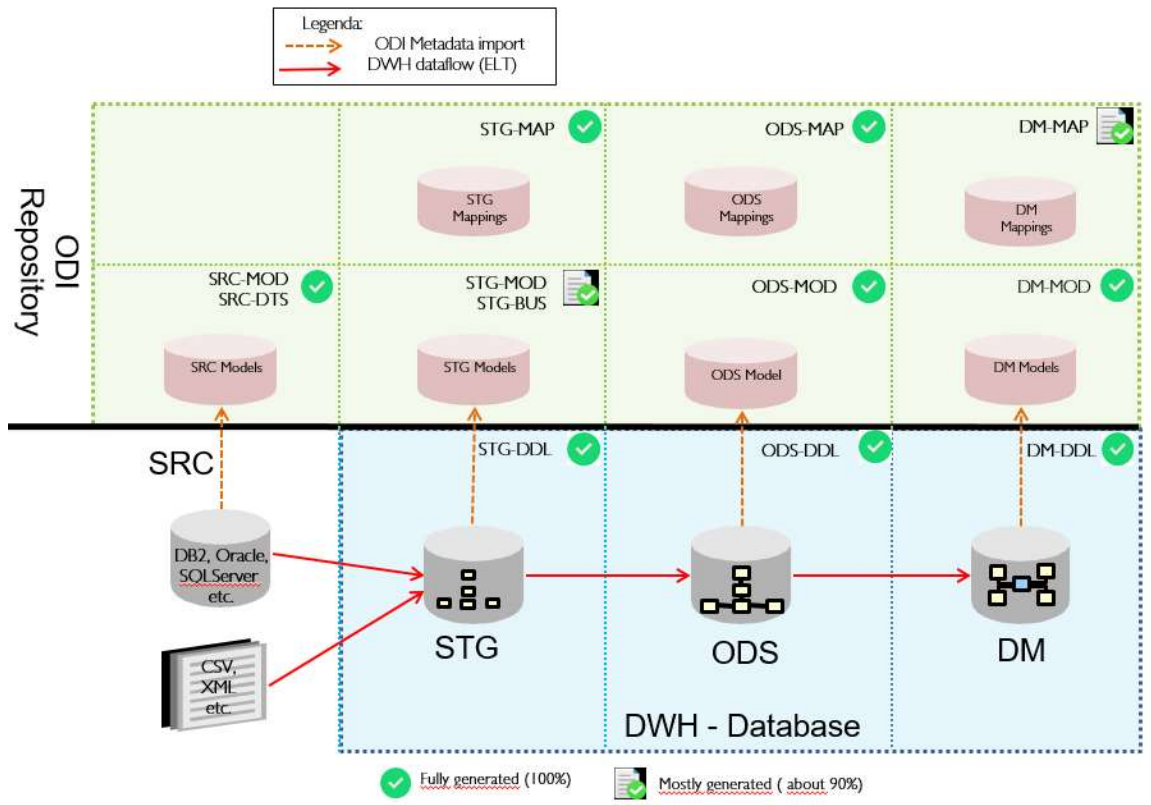 Legenda:
ODI Metadata import
DWH dataflow (ELT)
ODI
Repository
STG-MAP
ODS-MAP
DM-MAP
STG
Mappings
ODS
Mappings
DM
Mappings
SRC-MOD
SRC-DTS
STG-MOD
STG-BUS
ODS-MOD
DM-MOD
SRC Models
STG Models
ODS Model
DM Models
SRC
STG-DDL
ODS-DDL
DM-DDL
DB2, Oracle,
SQLServer
etc.
STG
ODS
DM
CSV,
XML
etc.
DWH - Database
Fully generated (100%)
Mostly generated ( about 90%)